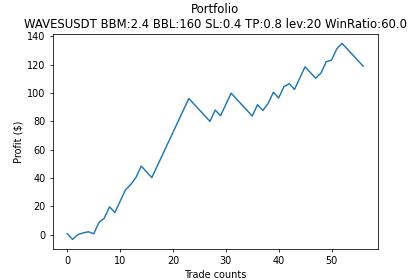 Portfolio
WAVESUSDT BBM:2.4 BBL:160 SL:0.4 TP:0.8 lev:20 WinRatio:60.0
140
120
100
80
60
40
20
0
Profit ($)
0 10 20 30 40 50
Trade counts